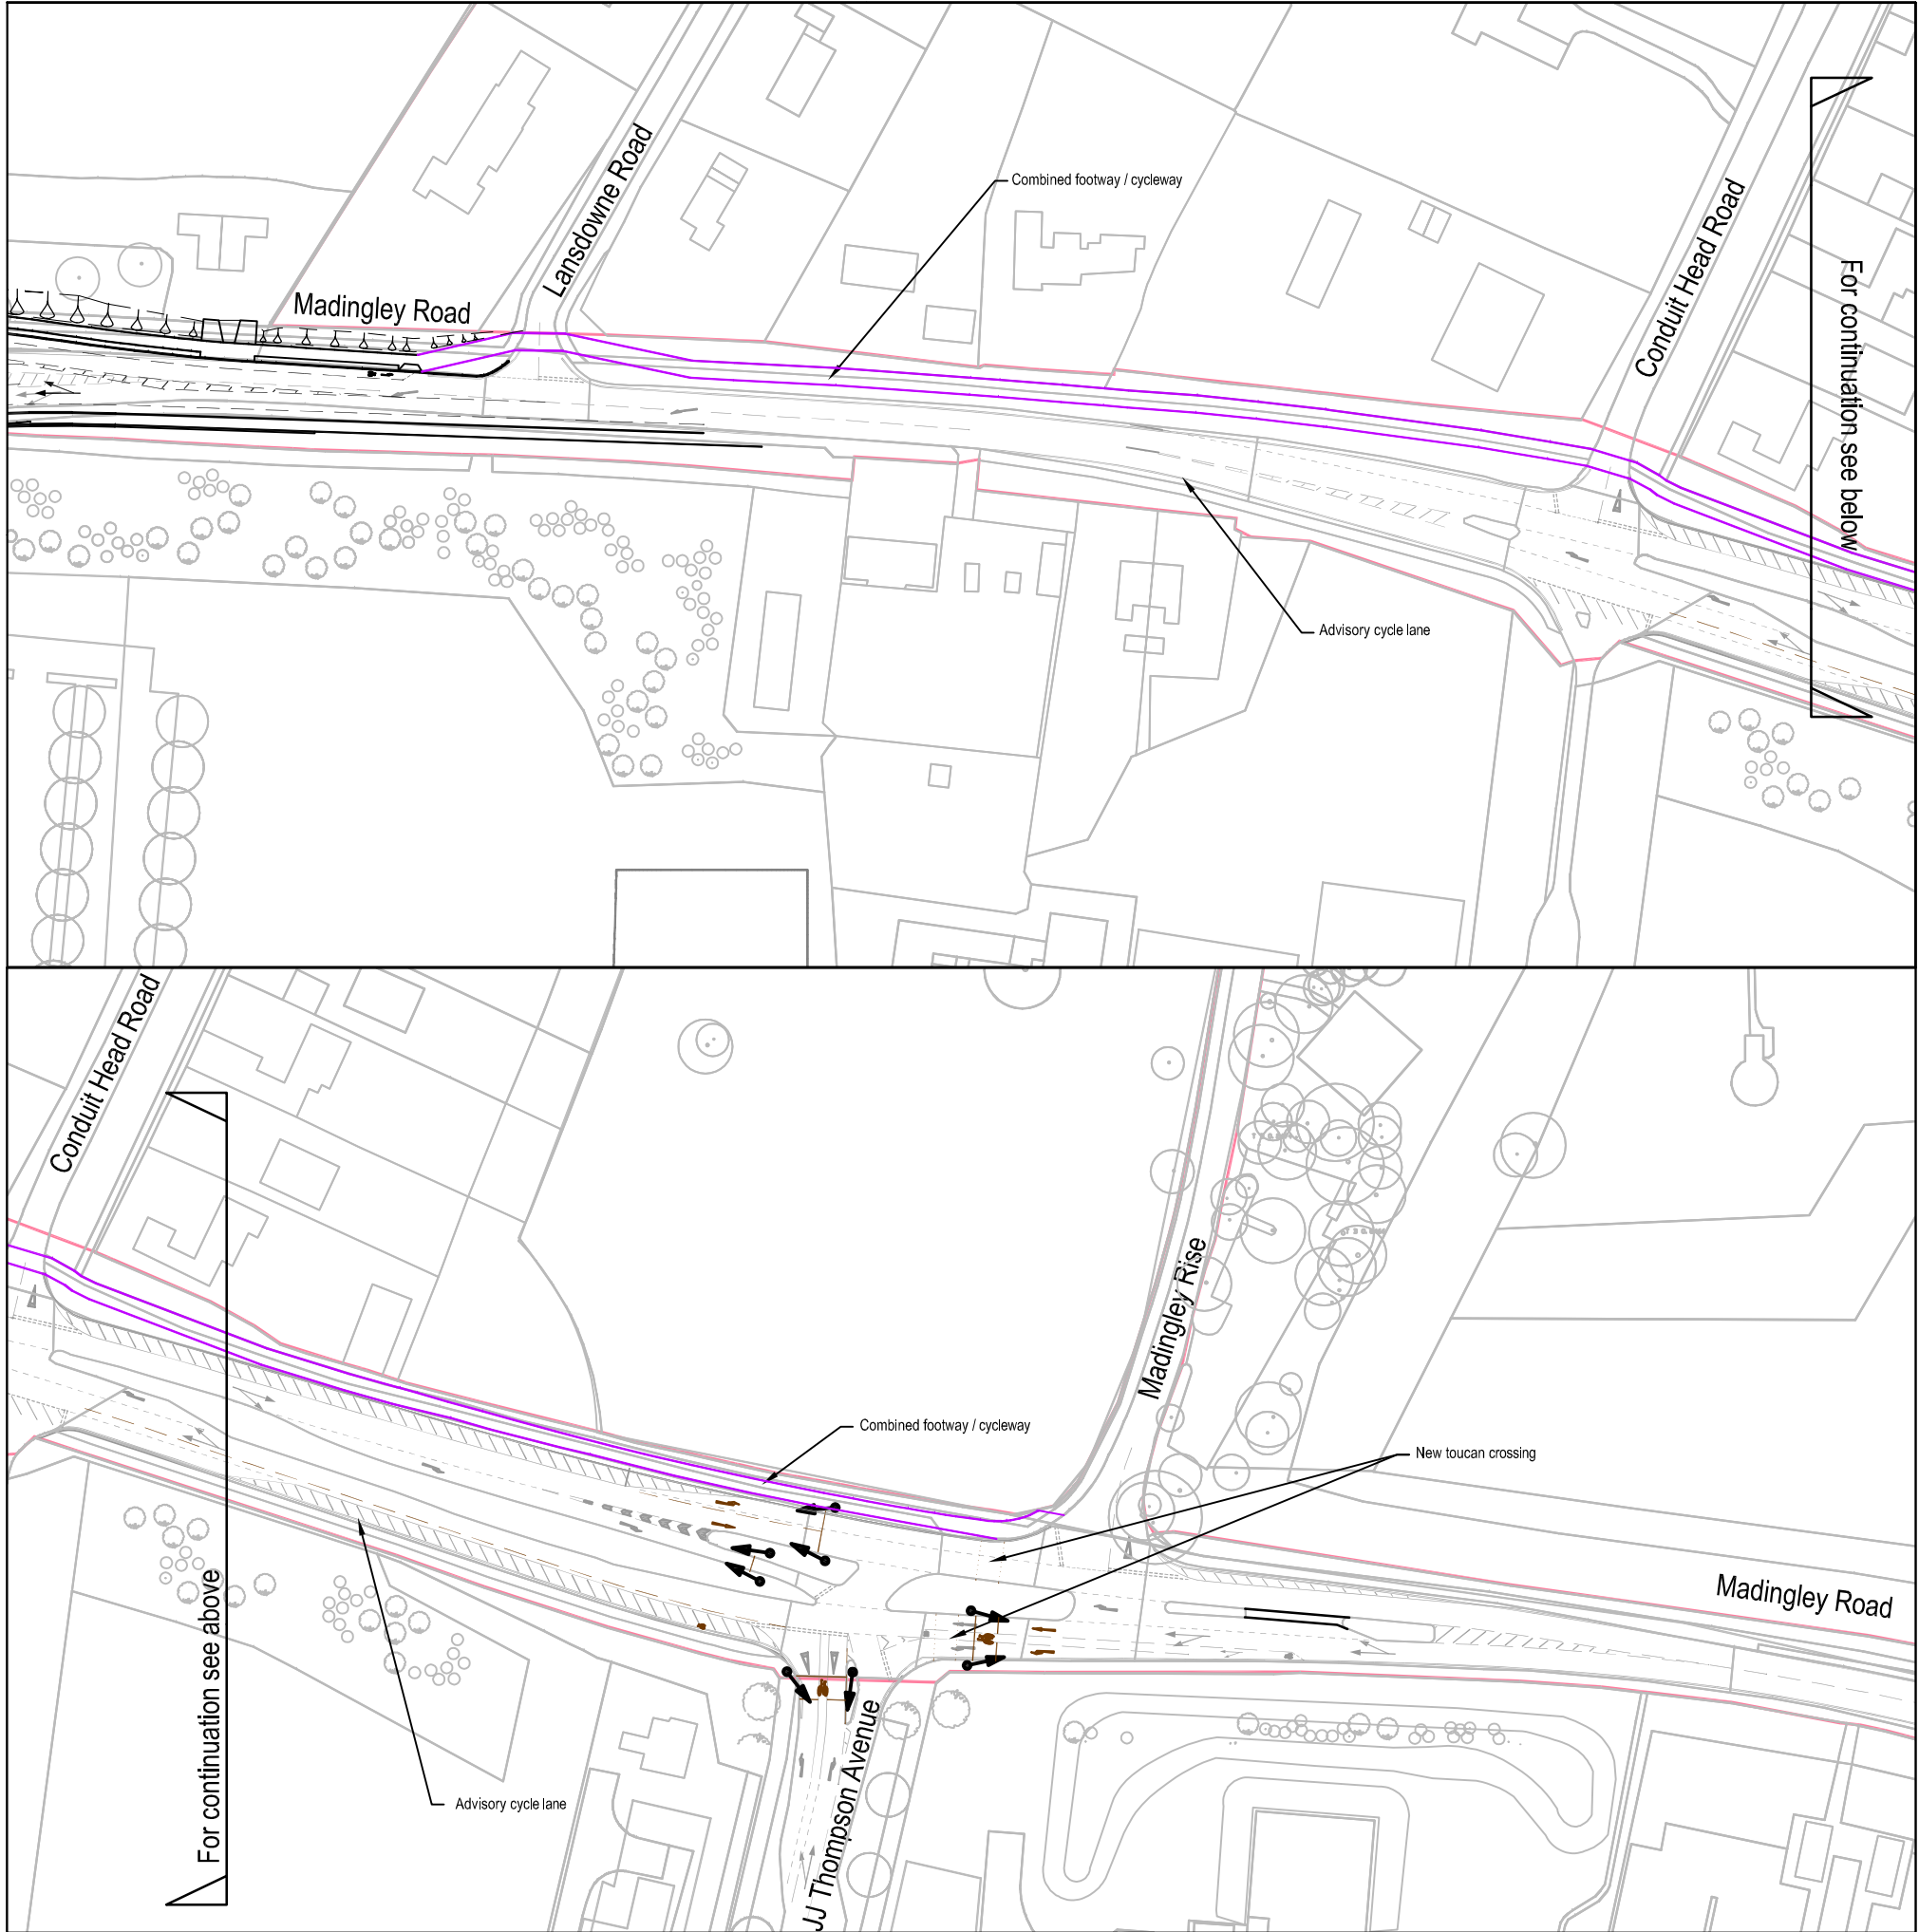 Combined footway / cycleway
Lansdowne Road
Conduit Head Road
For continuation see below
Madingley Road
Advisory cycle lane
Conduit Head Road
Madingley Rise
Combined footway / cycleway
New toucan crossing
Madingley Road
For continuation see above
JJ Thompson Avenue
Advisory cycle lane